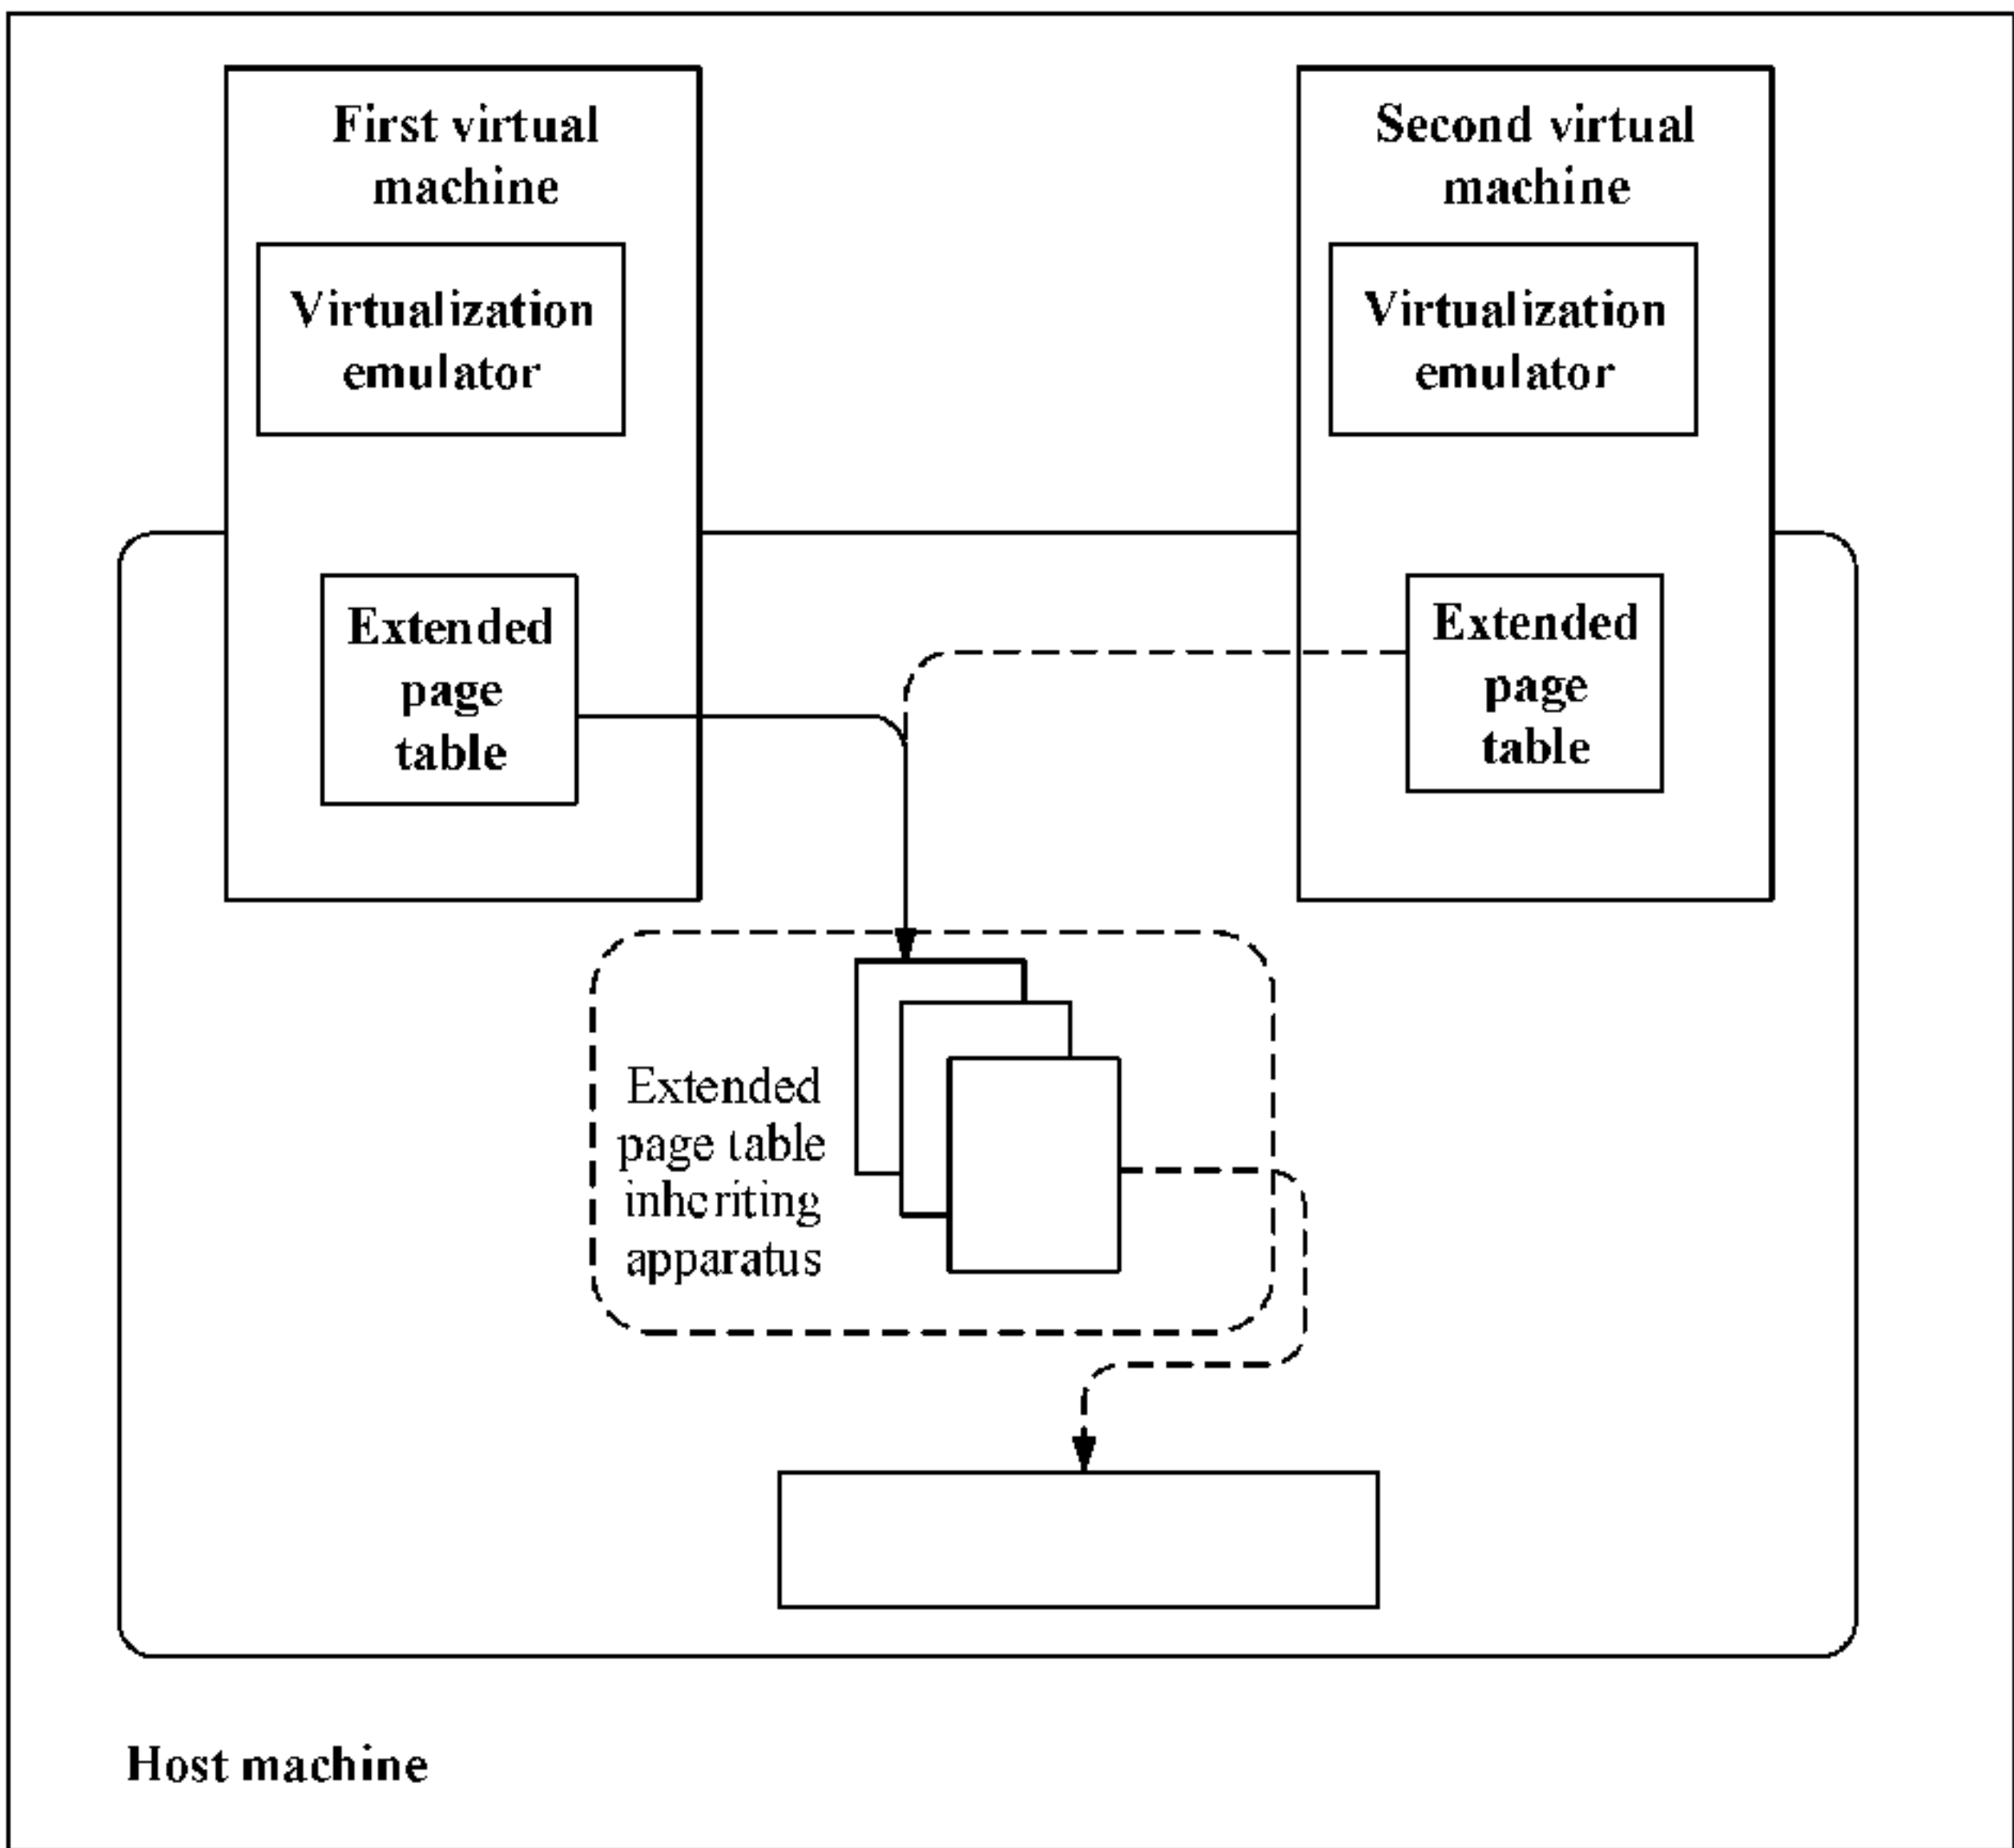 First virtual
machine
Virtualization
emulator
Extended
page
table
Second virtual
machine
Virtualization
emulator
Extended
page
table
Extended
page table
inheriting
apparatus
Host machine